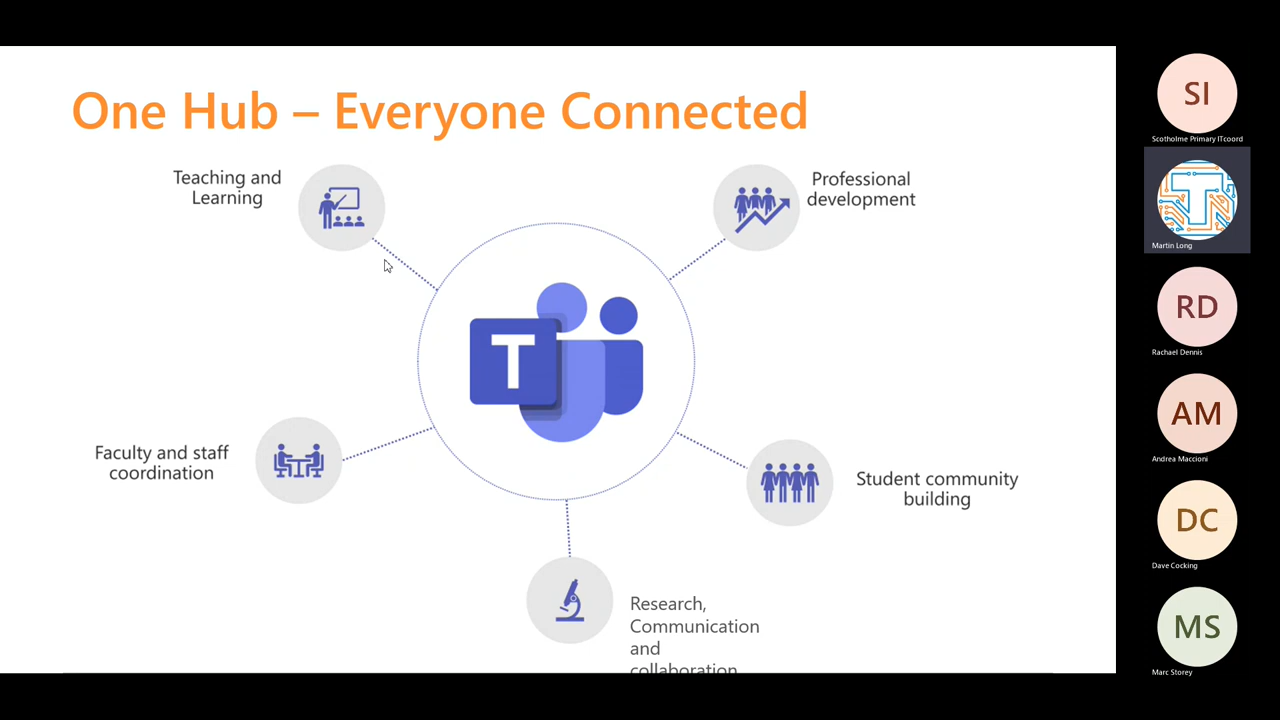 One Hub – Everyone Connected
Teaching and
Learning
Professional
development
T
Faculty and staff
coordination
Student community
building
Research,
Communication
and
collaboration
SI
Scotholme Primary ITcoord
T
Martin Long
RD
Rachael Dennis
AM
Andrea Maccioni
DC
Dave Cocking
MS
Marc Storey